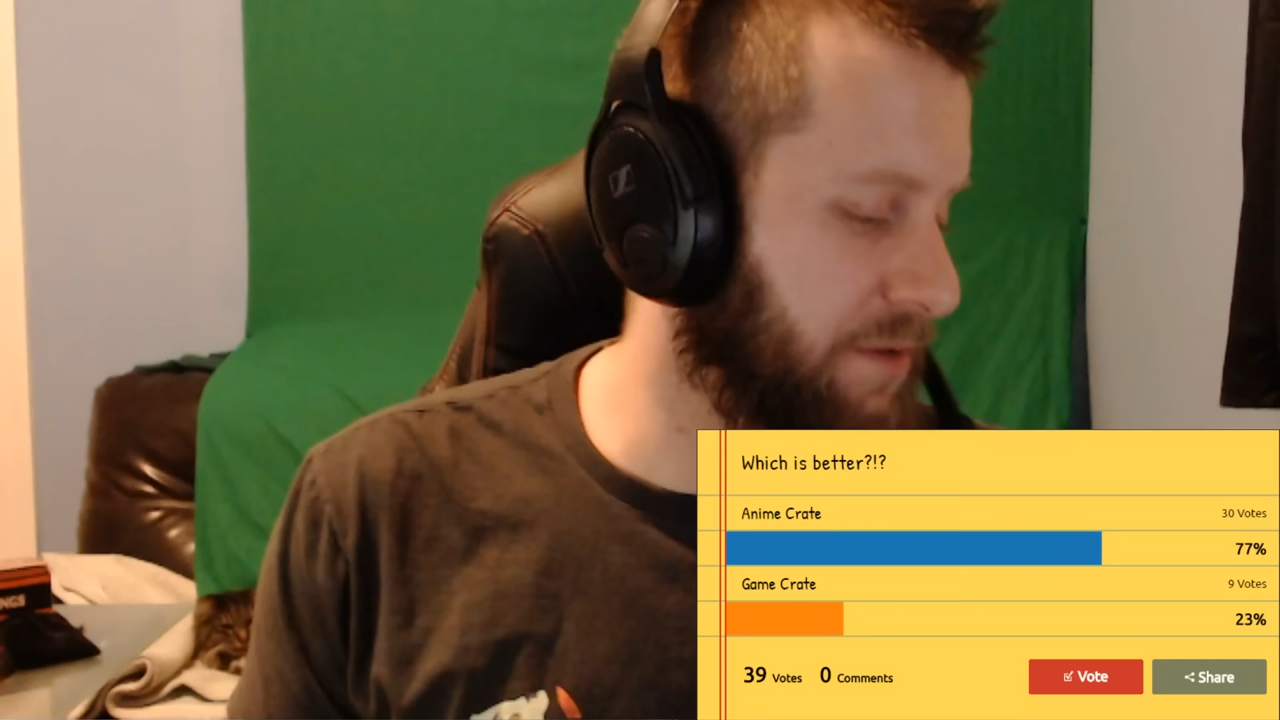 Which is better?!?
Anime Crate
30 Votes
77%
Game Crate
9 Votes
23%
39 Votes 0 Comments
Vote
Share
NGS